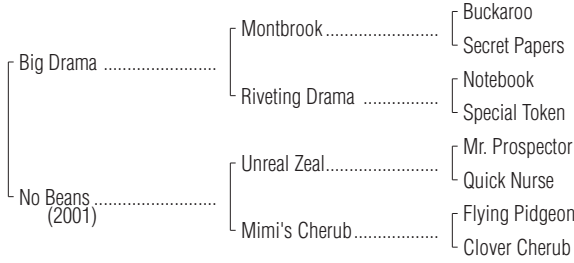 Buckaroo
Montbrook
Secret Papers
Big Drama
Notebook
Riveting Drama
Special Token
Mr. Prospector
Unreal Zeal
Quick Nurse
No Beans
(2001)
Flying Pidgeon
Mimi's Cherub
Clover Cherub